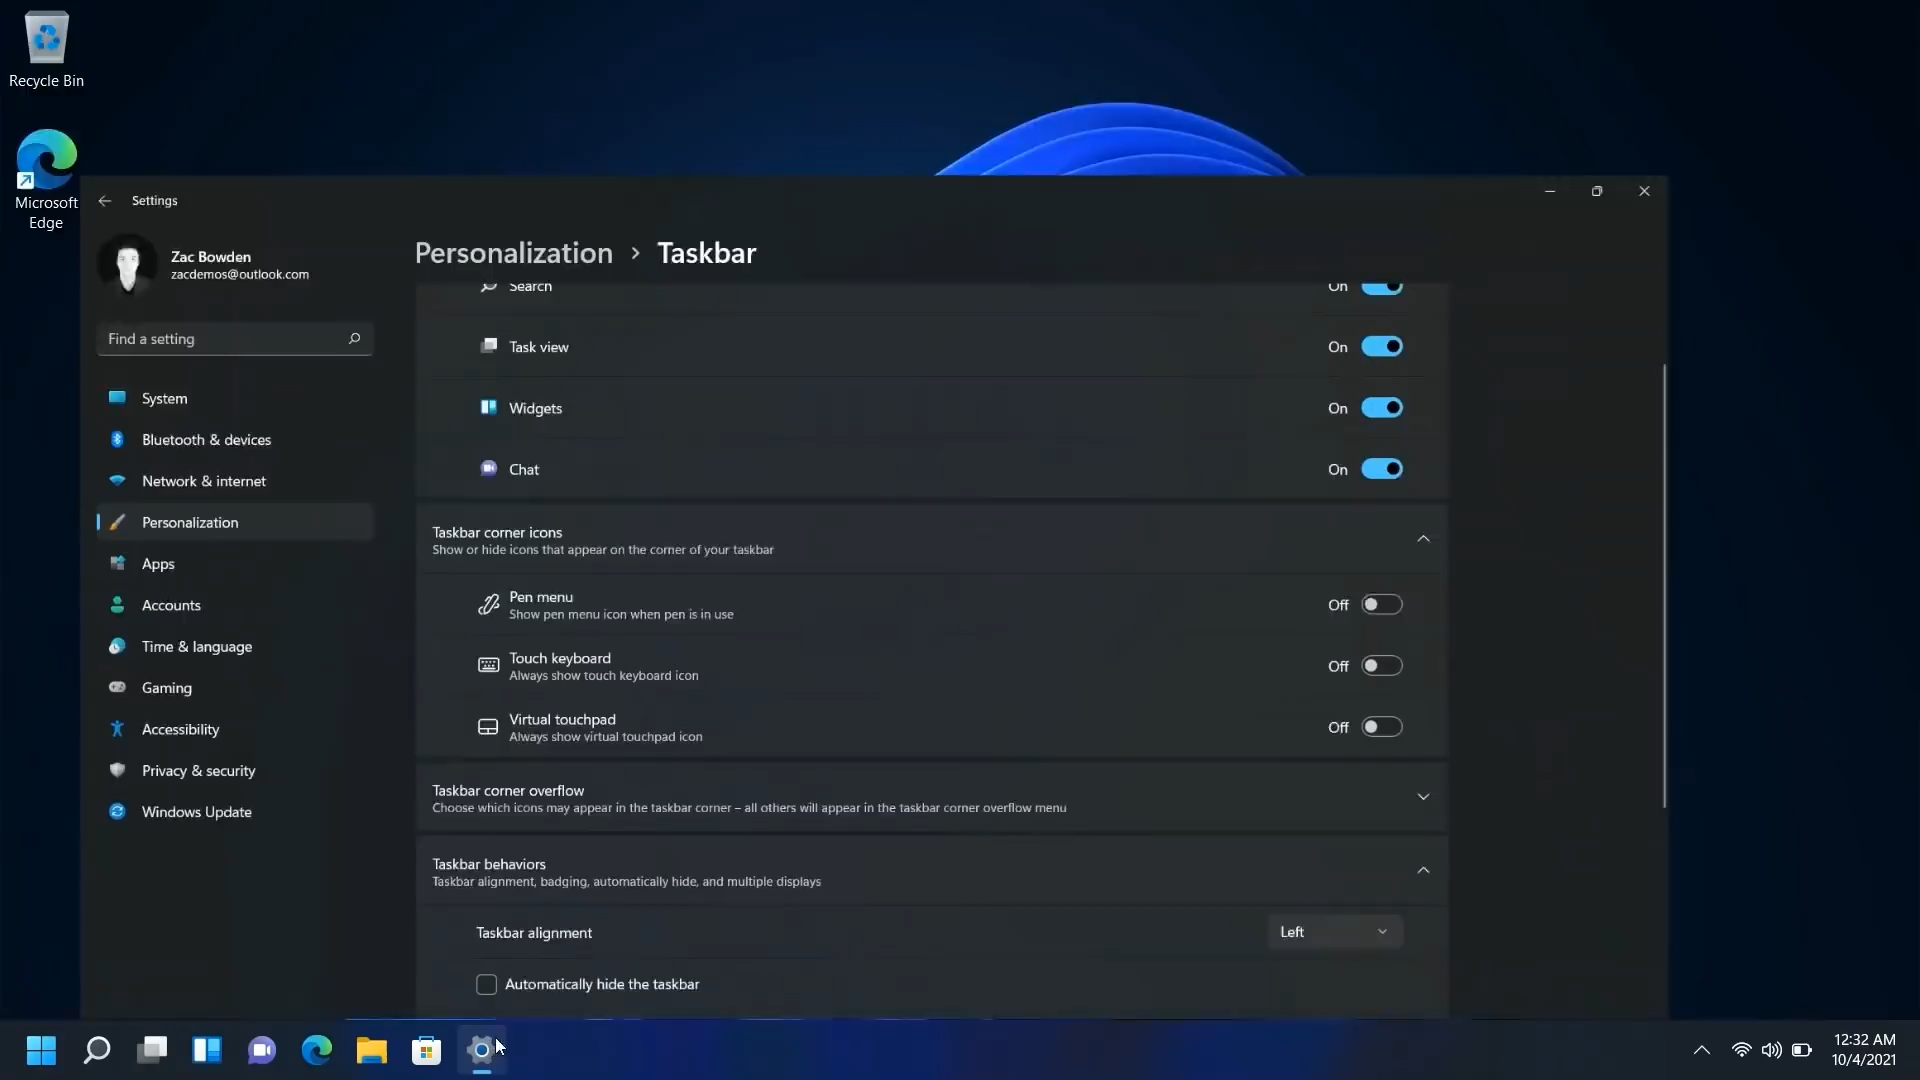 Recycle Bin
Microsoft
Edge
Settings
Zac Bowden
zacdemos@outlook.com
Find a setting
System
Bluetooth & devices
Network & internet
Personalization
Apps
Accounts
Time & language
Gaming
Accessibility
Privacy & security
Windows Update
Personalization > Taskbar
Search On
Task view On
Widgets On
Chat On
Taskbar corner icons
Show or hide icons that appear on the corner of your taskbar
Pen menu
Show pen menu icon when pen is in use
Off
Touch keyboard
Always show touch keyboard icon
Off
Virtual touchpad
Always show virtual touchpad icon
Off
Taskbar corner overflow
Choose which icons may appear in the taskbar corner – all others will appear in the taskbar corner overflow menu
Taskbar behaviors
Taskbar alignment, badging, automatically hide, and multiple displays
Taskbar alignment Left
Automatically hide the taskbar
12:32 AM
10/4/2021